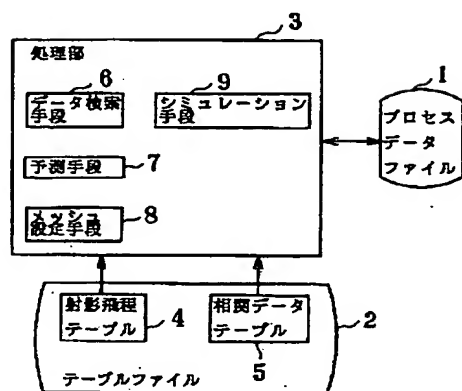 3
処理部
6
データ検索
手段
9
シミュレーション
手段
1
プロセス
データ
ファイル
予測手段
7
メッシュ
設定手段
8
射影飛程
テーブル
4
相関データ
テーブル
5
2
テーブルファイル